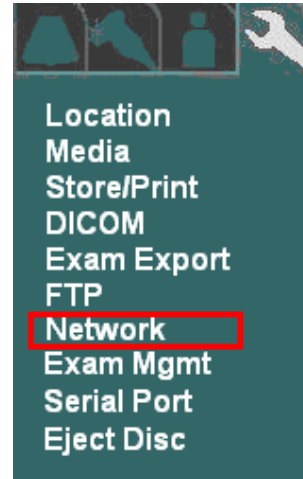 Location
Media
Store/Print
DICOM
Exam Export
FTP
Network
Exam Mgmt
Serial Port
Eject Disc